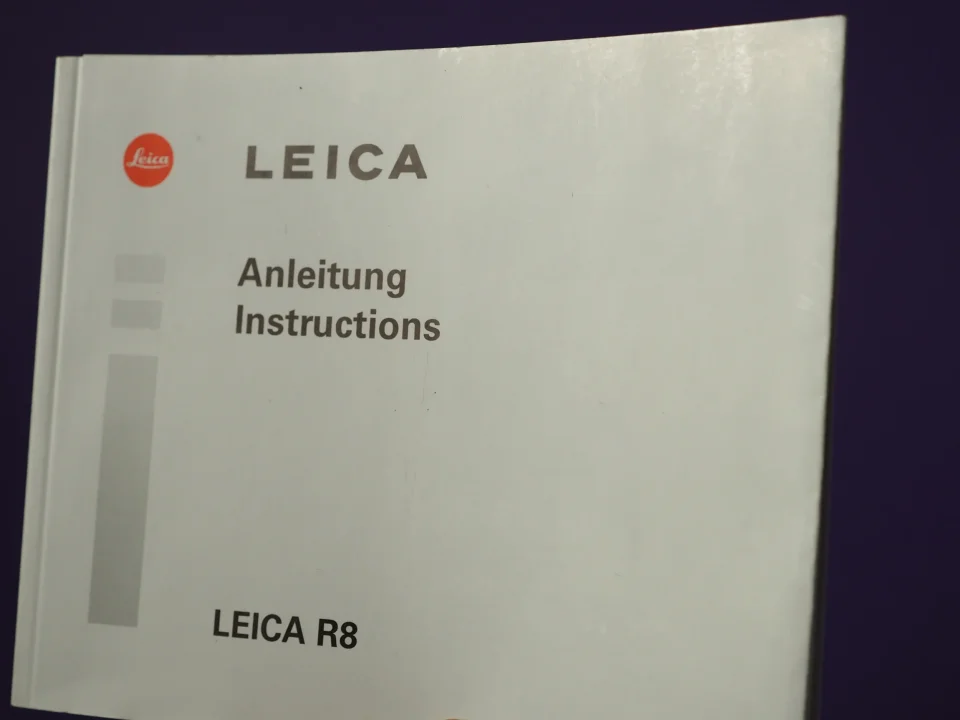 Leica
LEICA
Anleitung
Instructions
LEICA R8